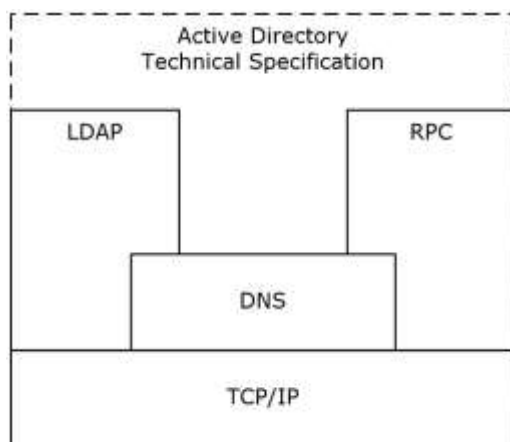 Active Directory
Technical Specification
LDAP
RPC
DNS
TCP/IP